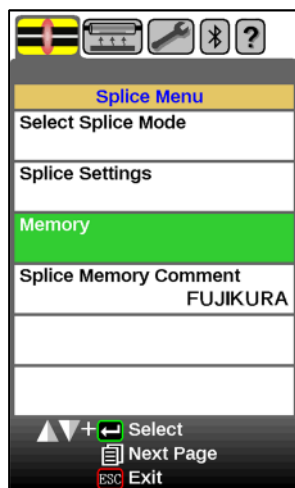 ?
Splice Menu
Select Splice Mode
Splice Settings
Memory
Splice Memory Comment
FUJIKURA
+ Select
Next Page
ESC Exit